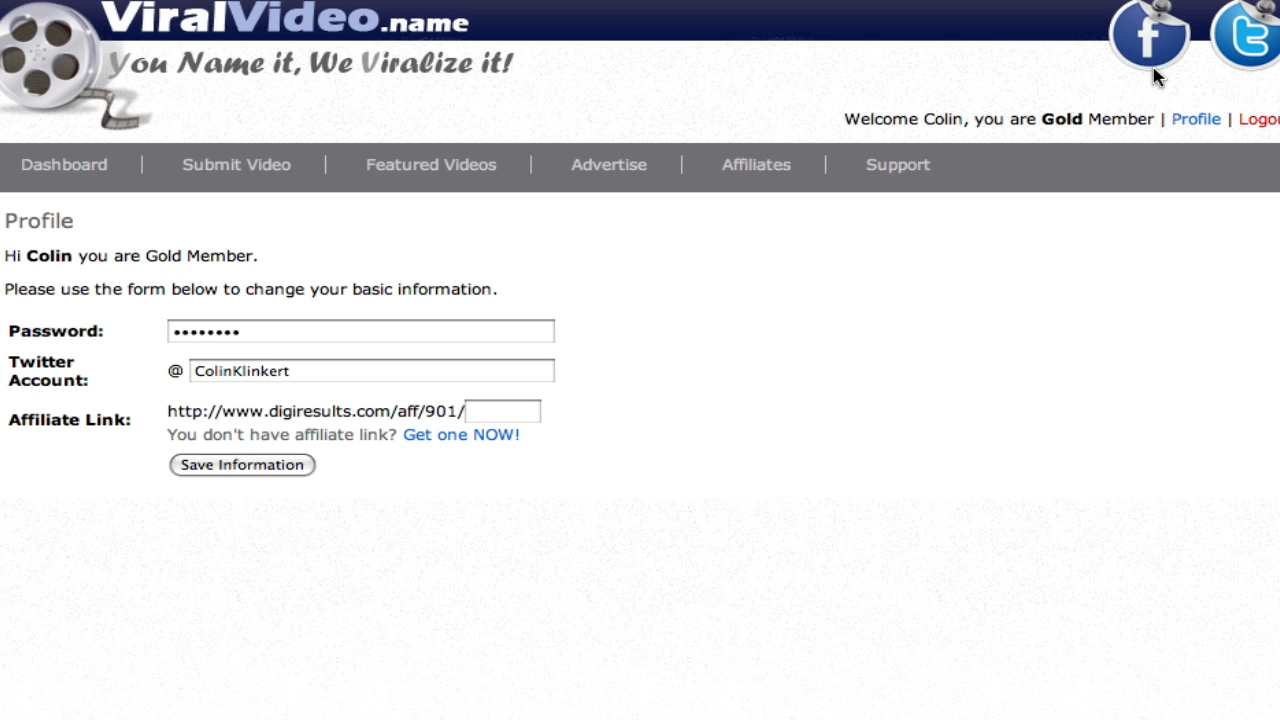 ViralVideo.name
You Name it, We Viralize it!
Welcome Colin, you are Gold Member | Profile | Logou
Dashboard | Submit Video | Featured Videos | Advertise | Affiliates | Support
Profile
Hi Colin you are Gold Member.
Please use the form below to change your basic information.
Password: ••••••••
Twitter
Account: @ ColinKlinkert
Affiliate Link: http://www.digiresults.com/aff/901/
You don't have affiliate link? Get one NOW!
Save Information